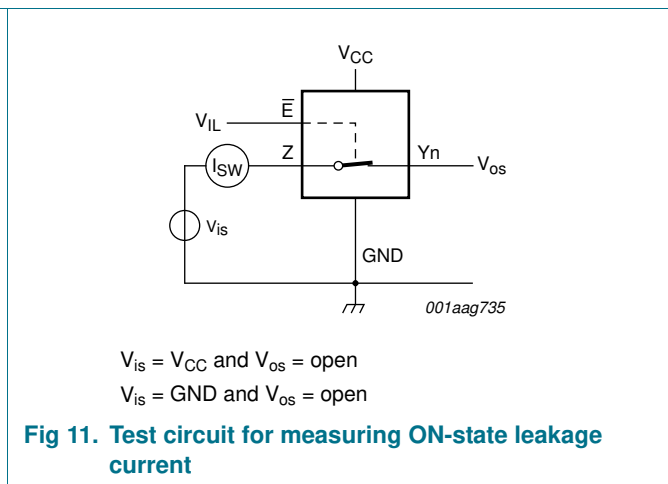 VCC
E̅
VIL
ISW
Z
Yn
Vos
Vis
GND
001aag735
Vis = VCC and Vos = open
Vis = GND and Vos = open
Fig 11. Test circuit for measuring ON-state leakage
current